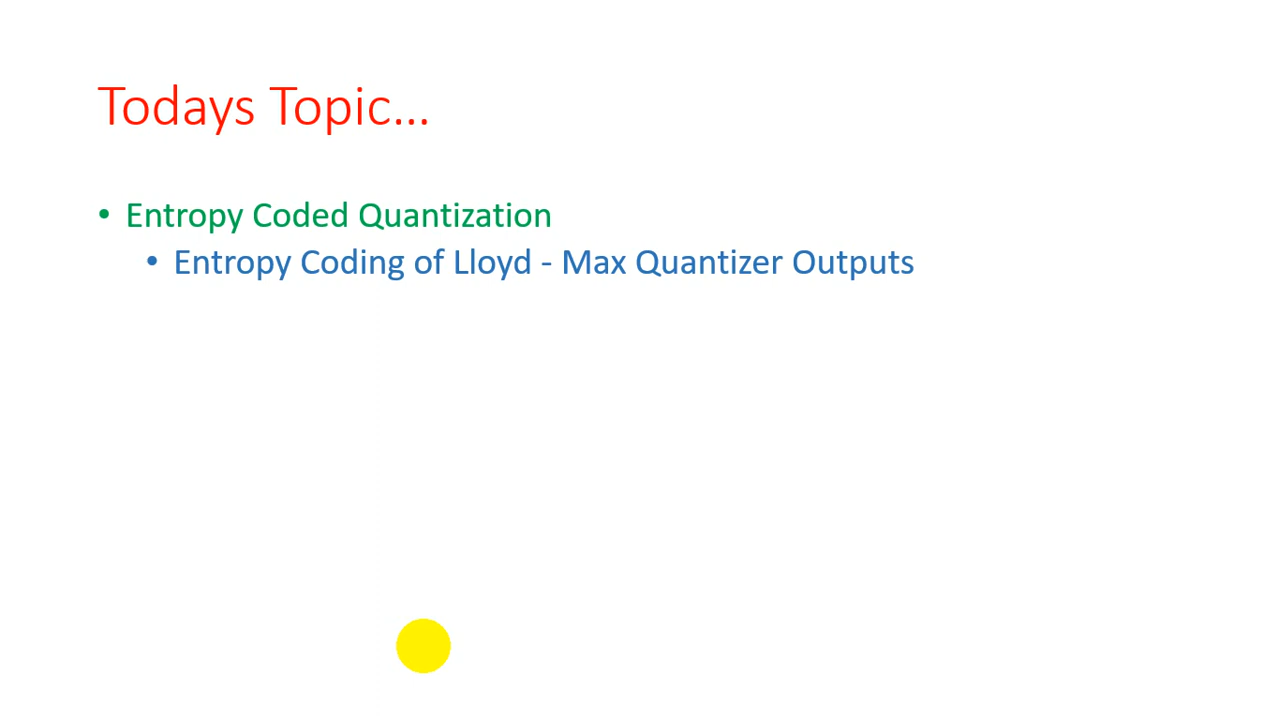 Todays Topic...
• Entropy Coded Quantization
• Entropy Coding of Lloyd - Max Quantizer Outputs